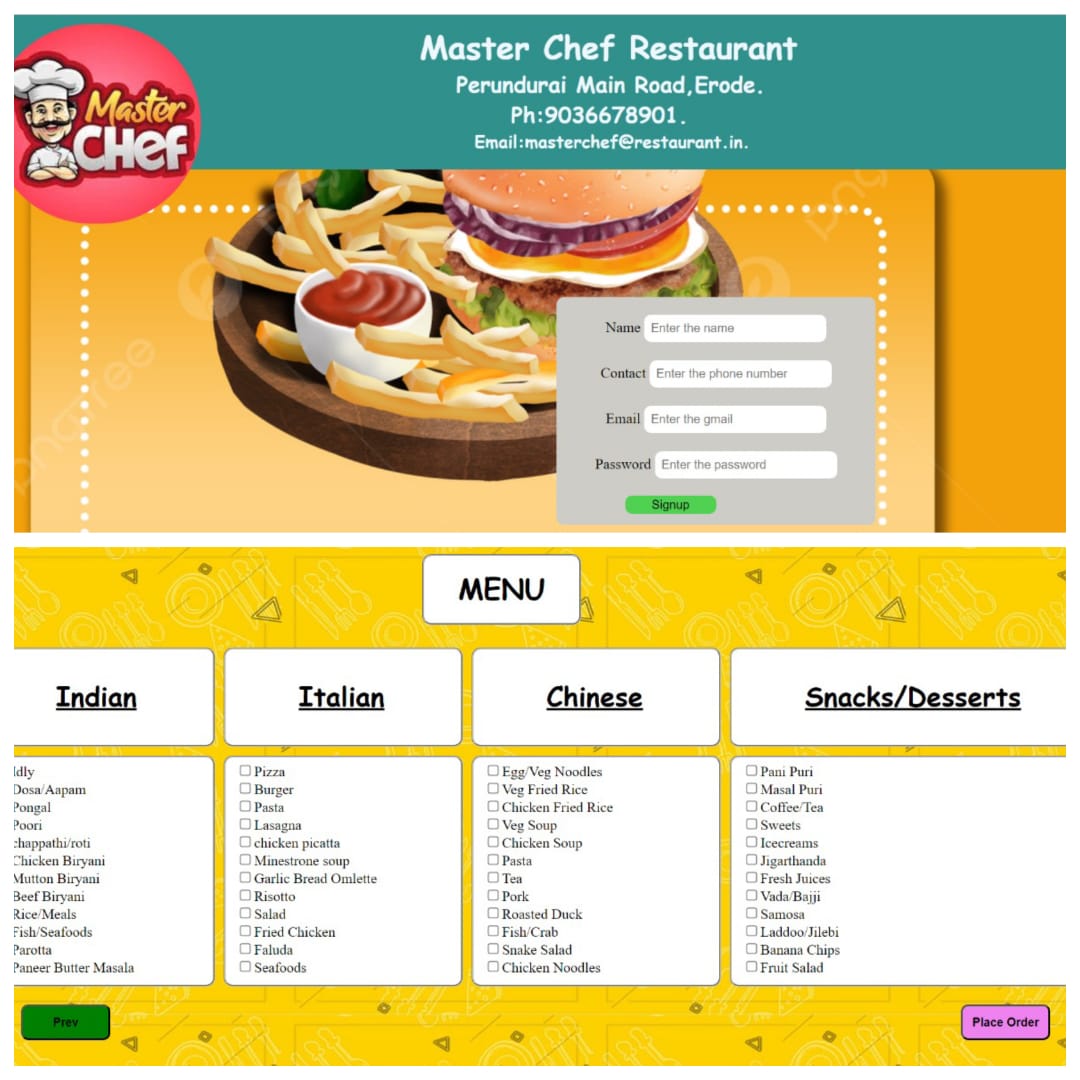 Master CHEF
Master Chef Restaurant
Perundurai Main Road,Erode.
Ph:9036678901.
Email:masterchef@restaurant.in.
Name Enter the name
Contact Enter the phone number
Email Enter the gmail
Password Enter the password
Signup
pngtree
MENU
Indian
Italian
Chinese
Snacks/Desserts
Idly
Dosa/Aapam
Pongal
Poori
chappathi/roti
Chicken Biryani
Mutton Biryani
Beef Biryani
Rice/Meals
Fish/Seafoods
Parotta
Paneer Butter Masala
Pizza
Burger
Pasta
Lasagna
chicken picatta
Minestrone soup
Garlic Bread Omlette
Risotto
Salad
Fried Chicken
Faluda
Seafoods
Egg/Veg Noodles
Veg Fried Rice
Chicken Fried Rice
Veg Soup
Chicken Soup
Pasta
Tea
Pork
Roasted Duck
Fish/Crab
Snake Salad
Chicken Noodles
Pani Puri
Masal Puri
Coffee/Tea
Sweets
Icecreams
Jigarthanda
Fresh Juices
Vada/Bajji
Samosa
Laddoo/Jilebi
Banana Chips
Fruit Salad
Prev
Place Order